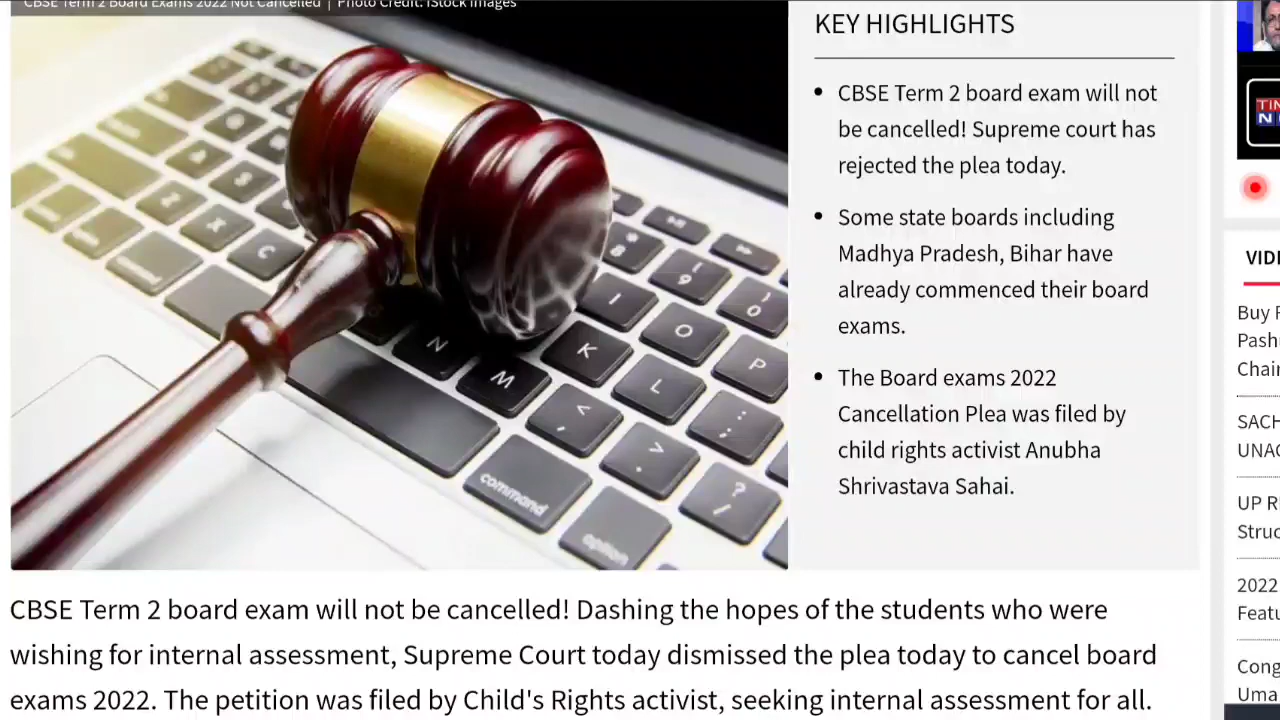 CBSE Term 2 Board Exams 2022 Not Cancelled | Photo Credit: iStock Images
KEY HIGHLIGHTS
• CBSE Term 2 board exam will not
be cancelled! Supreme court has
rejected the plea today.
• Some state boards including
Madhya Pradesh, Bihar have
already commenced their board
exams.
• The Board exams 2022
Cancellation Plea was filed by
child rights activist Anubha
Shrivastava Sahai.
CBSE Term 2 board exam will not be cancelled! Dashing the hopes of the students who were
wishing for internal assessment, Supreme Court today dismissed the plea today to cancel board
exams 2022. The petition was filed by Child's Rights activist, seeking internal assessment for all.
Z
X
C
N
M
<
,
>
.
?
/
I
O
P
K
L
:
;
*
8
(
9
)
0
command
option
TIM
N
VIDE
Buy
Pash
Chair
SACH
UNAC
UP R
Struc
2022
Featu
Cong
Uma